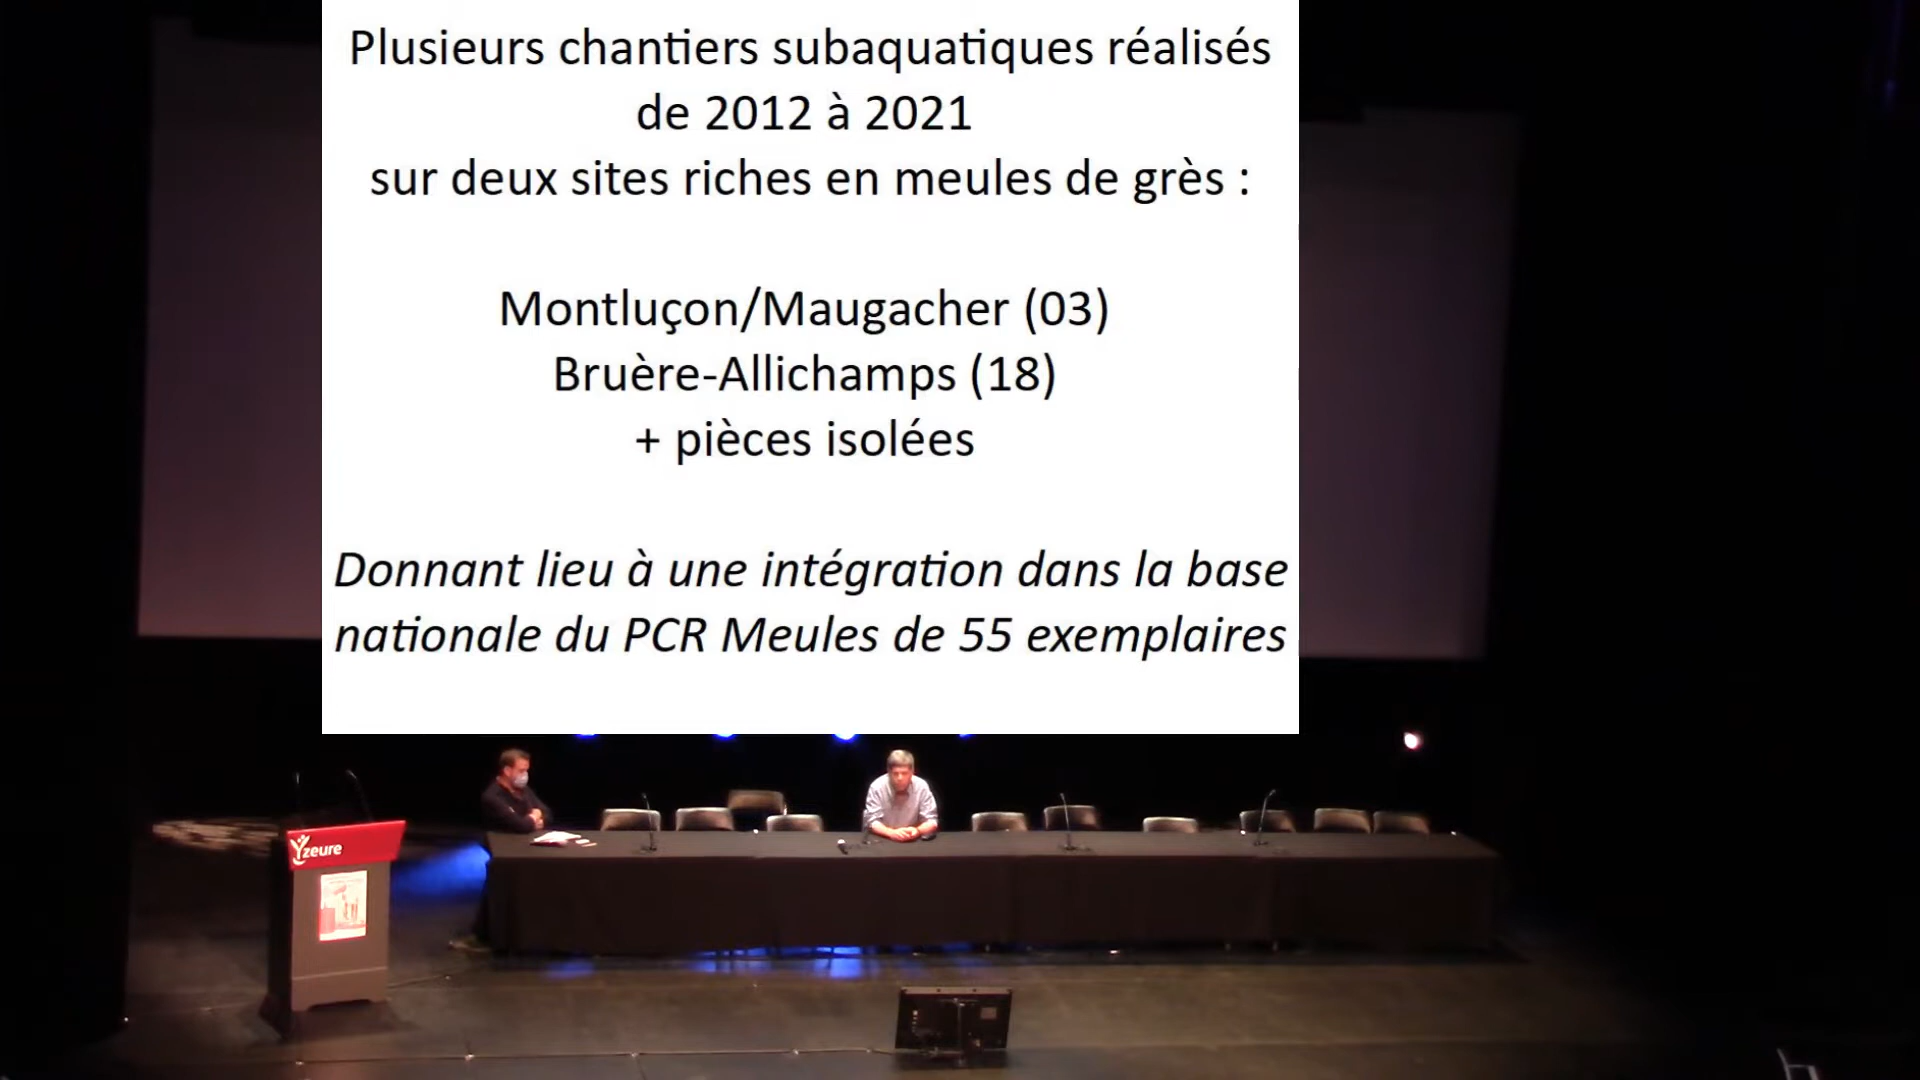 Plusieurs chantiers subaquatiques réalisés
de 2012 à 2021
sur deux sites riches en meules de grès :
Montluçon/Maugacher (03)
Bruère-Allichamps (18)
+ pièces isolées
Donnant lieu à une intégration dans la base
nationale du PCR Meules de 55 exemplaires
Yzeure